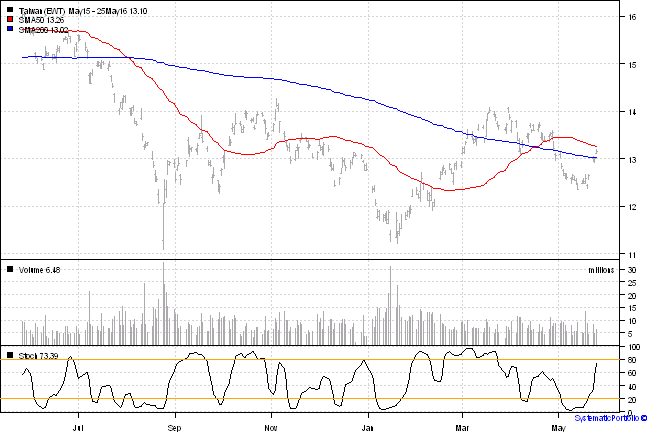 Taiwan (EWT) May15 - 25May16 13.10
SMA50 13.26
SMA200 13.02
16
15
14
13
12
11
Volume 6.48
millions
30
25
20
15
10
5
Stoch 73.39
100
80
60
40
20
0
Jul Sep Nov Jan Mar May
SystematicPortfolio ©